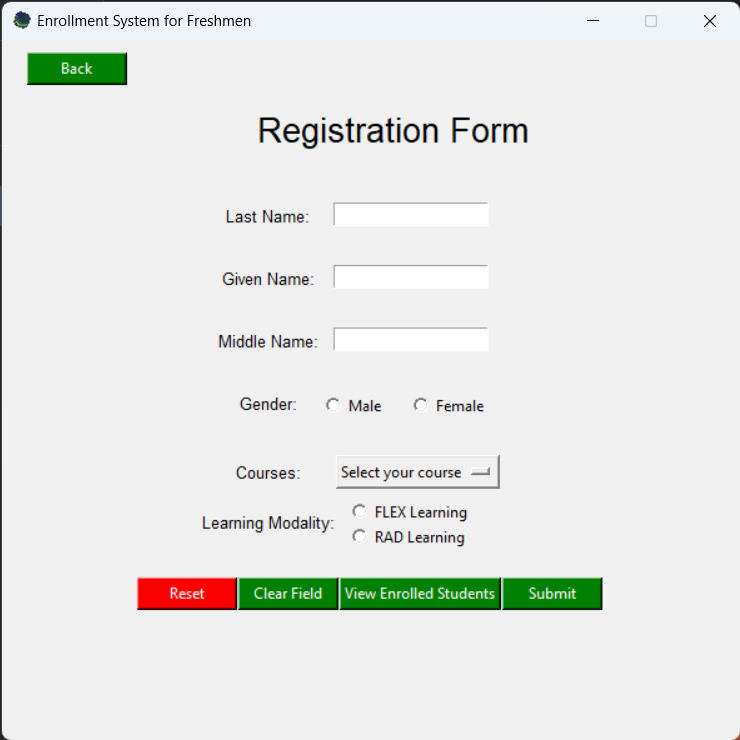 Enrollment System for Freshmen
Back
Registration Form
Last Name:
Given Name:
Middle Name:
Gender: Male Female
Courses: Select your course
Learning Modality: FLEX Learning
RAD Learning
Reset Clear Field View Enrolled Students Submit